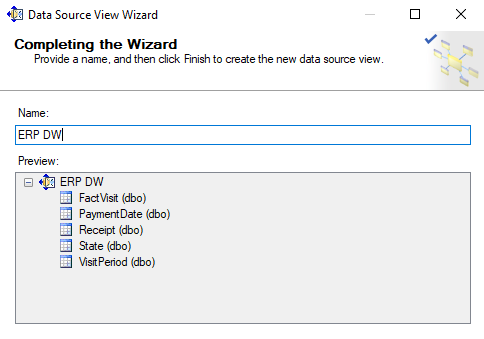 Data Source View Wizard
Completing the Wizard
Provide a name, and then click Finish to create the new data source view.
Name:
ERP DW
Preview:
ERP DW
FactVisit (dbo)
PaymentDate (dbo)
Receipt (dbo)
State (dbo)
VisitPeriod (dbo)